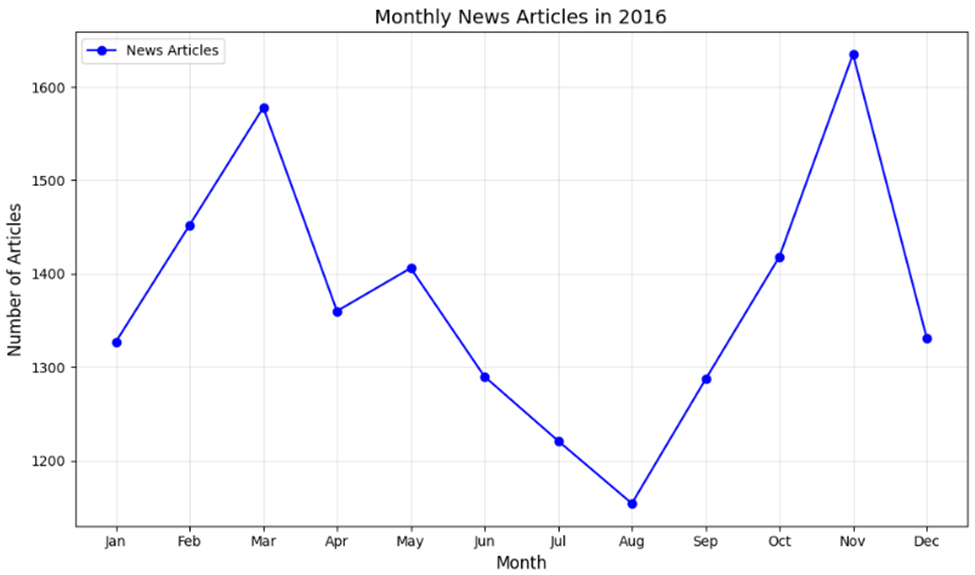 Monthly News Articles in 2016
News Articles
1600
1500
1400
1300
1200
Number of Articles
Jan Feb Mar Apr May Jun Jul Aug Sep Oct Nov Dec
Month